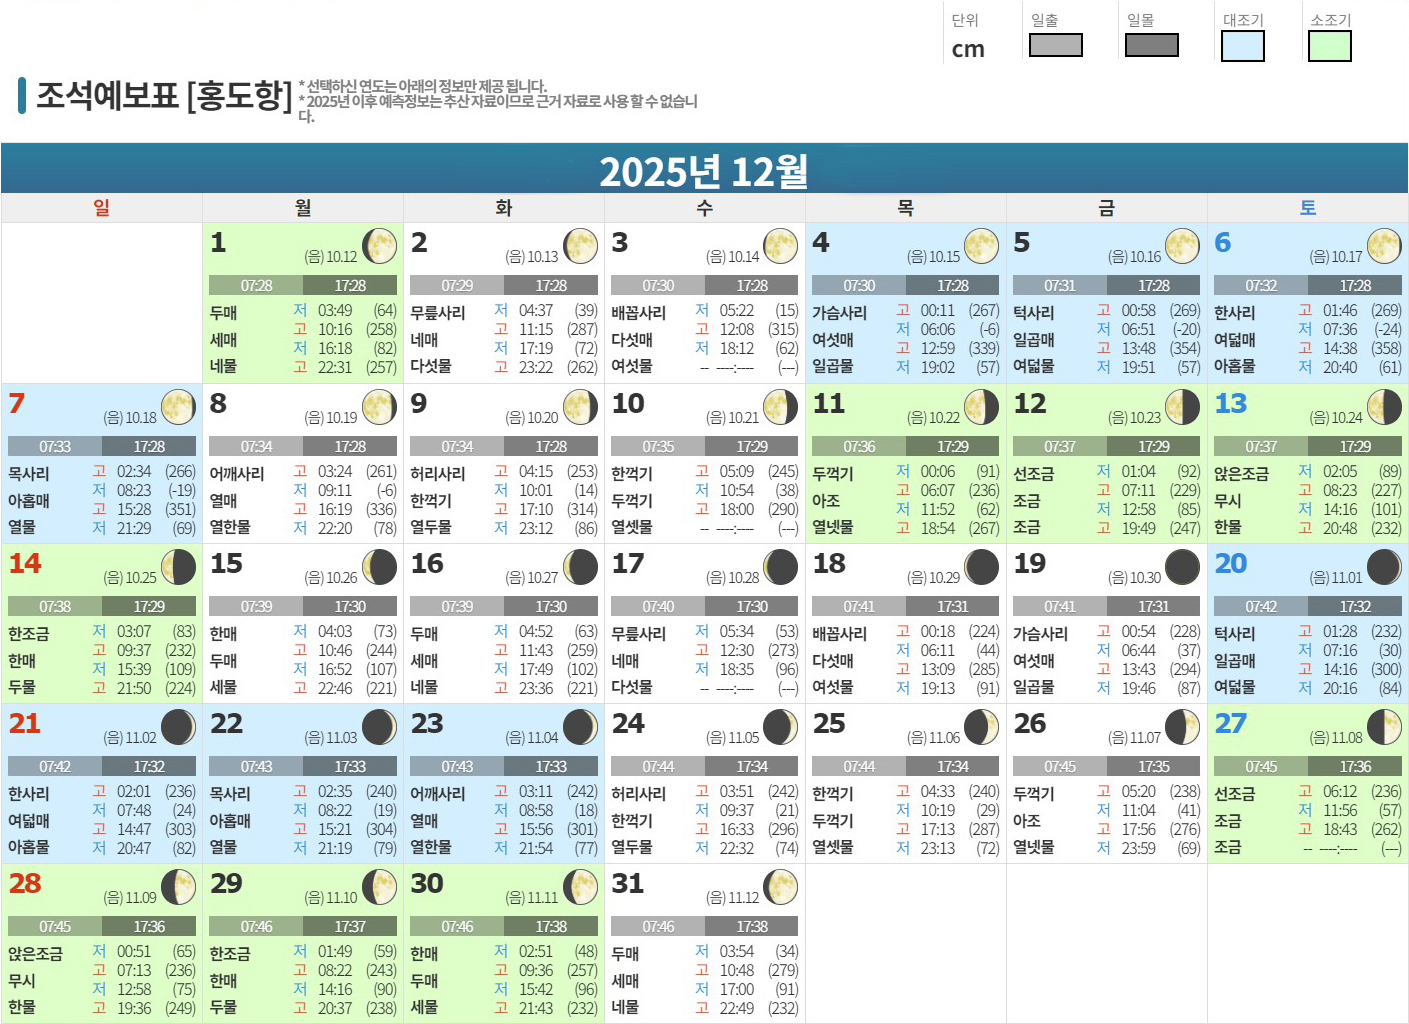 단위 일출 일몰 대조기 소조기
cm
조석예보표 [홍도항]
* 선택하신 연도는 아래의 정보만 제공 됩니다.
* 2025년 이후 예측정보는 추산 자료이므로 근거 자료로 사용 할 수 없습니
다.
2025년 12월
일 월 화 수 목 금 토
1 (음) 10.12
07:28 17:28
두매
세매
네물
저 03:49 (64)
고 10:16 (258)
저 16:18 (82)
고 22:31 (257)
2 (음) 10.13
07:29 17:28
무릎사리
네매
다섯물
저 04:37 (39)
고 11:15 (287)
저 17:19 (72)
고 23:22 (262)
3 (음) 10.14
07:30 17:28
배꼽사리
다섯매
여섯물
저 05:22 (15)
고 12:08 (315)
저 18:12 (62)
-- ----:---- (---)
4 (음) 10.15
07:30 17:28
가슴사리
여섯매
일곱물
고 00:11 (267)
저 06:06 (-6)
고 12:59 (339)
저 19:02 (57)
5 (음) 10.16
07:31 17:28
턱사리
일곱매
여덟물
고 00:58 (269)
저 06:51 (-20)
고 13:48 (354)
저 19:51 (57)
6 (음) 10.17
07:32 17:28
한사리
여덟매
아홉물
고 01:46 (269)
저 07:36 (-24)
고 14:38 (358)
저 20:40 (61)
7 (음) 10.18
07:33 17:28
목사리
아홉매
열물
고 02:34 (266)
저 08:23 (-19)
고 15:28 (351)
저 21:29 (69)
8 (음) 10.19
07:34 17:28
어깨사리
열매
열한물
고 03:24 (261)
저 09:11 (-6)
고 16:19 (336)
저 22:20 (78)
9 (음) 10.20
07:34 17:28
허리사리
한꺽기
열두물
고 04:15 (253)
저 10:01 (14)
고 17:10 (314)
저 23:12 (86)
10 (음) 10.21
07:35 17:29
한꺽기
두꺽기
열셋물
고 05:09 (245)
저 10:54 (38)
고 18:00 (290)
-- ----:---- (---)
11 (음) 10.22
07:36 17:29
두꺽기
아조
열넷물
저 00:06 (91)
고 06:07 (236)
저 11:52 (62)
고 18:54 (267)
12 (음) 10.23
07:37 17:29
선조금
조금
조금
저 01:04 (92)
고 07:11 (229)
저 12:58 (85)
고 19:49 (247)
13 (음) 10.24
07:37 17:29
앉은조금
무시
한물
저 02:05 (89)
고 08:23 (227)
저 14:16 (101)
고 20:48 (232)
14 (음) 10.25
07:38 17:29
한조금
한매
두물
저 03:07 (83)
고 09:37 (232)
저 15:39 (109)
고 21:50 (224)
15 (음) 10.26
07:39 17:30
한매
두매
세물
저 04:03 (73)
고 10:46 (244)
저 16:52 (107)
고 22:46 (221)
16 (음) 10.27
07:39 17:30
두매
세매
네물
저 04:52 (63)
고 11:43 (259)
저 17:49 (102)
고 23:36 (221)
17 (음) 10.28
07:40 17:30
무릎사리
네매
다섯물
저 05:34 (53)
고 12:30 (273)
저 18:35 (96)
-- ----:---- (---)
18 (음) 10.29
07:41 17:31
배꼽사리
다섯매
여섯물
고 00:18 (224)
저 06:11 (44)
고 13:09 (285)
저 19:13 (91)
19 (음) 10.30
07:41 17:31
가슴사리
여섯매
일곱물
고 00:54 (228)
저 06:44 (37)
고 13:43 (294)
저 19:46 (87)
20 (음) 11.01
07:42 17:32
턱사리
일곱매
여덟물
고 01:28 (232)
저 07:16 (30)
고 14:16 (300)
저 20:16 (84)
21 (음) 11.02
07:42 17:32
한사리
여덟매
아홉물
고 02:01 (236)
저 07:48 (24)
고 14:47 (303)
저 20:47 (82)
22 (음) 11.03
07:43 17:33
목사리
아홉매
열물
고 02:35 (240)
저 08:22 (19)
고 15:21 (304)
저 21:19 (79)
23 (음) 11.04
07:43 17:33
어깨사리
열매
열한물
고 03:11 (242)
저 08:58 (18)
고 15:56 (301)
저 21:54 (77)
24 (음) 11.05
07:44 17:34
허리사리
한꺽기
열두물
고 03:51 (242)
저 09:37 (21)
고 16:33 (296)
저 22:32 (74)
25 (음) 11.06
07:44 17:34
한꺽기
두꺽기
열셋물
고 04:33 (240)
저 10:19 (29)
고 17:13 (287)
저 23:13 (72)
26 (음) 11.07
07:45 17:35
두꺽기
아조
열넷물
고 05:20 (238)
저 11:04 (41)
고 17:56 (276)
저 23:59 (69)
27 (음) 11.08
07:45 17:36
선조금
조금
조금
고 06:12 (236)
저 11:56 (57)
고 18:43 (262)
-- ----:---- (---)
28 (음) 11.09
07:45 17:36
앉은조금
무시
한물
저 00:51 (65)
고 07:13 (236)
저 12:58 (75)
고 19:36 (249)
29 (음) 11.10
07:46 17:37
한조금
한매
두물
저 01:49 (59)
고 08:22 (243)
저 14:16 (90)
고 20:37 (238)
30 (음) 11.11
07:46 17:38
한매
두매
세물
저 02:51 (48)
고 09:36 (257)
저 15:42 (96)
고 21:43 (232)
31 (음) 11.12
07:46 17:38
두매
세매
네물
저 03:54 (34)
고 10:48 (279)
저 17:00 (91)
고 22:49 (232)